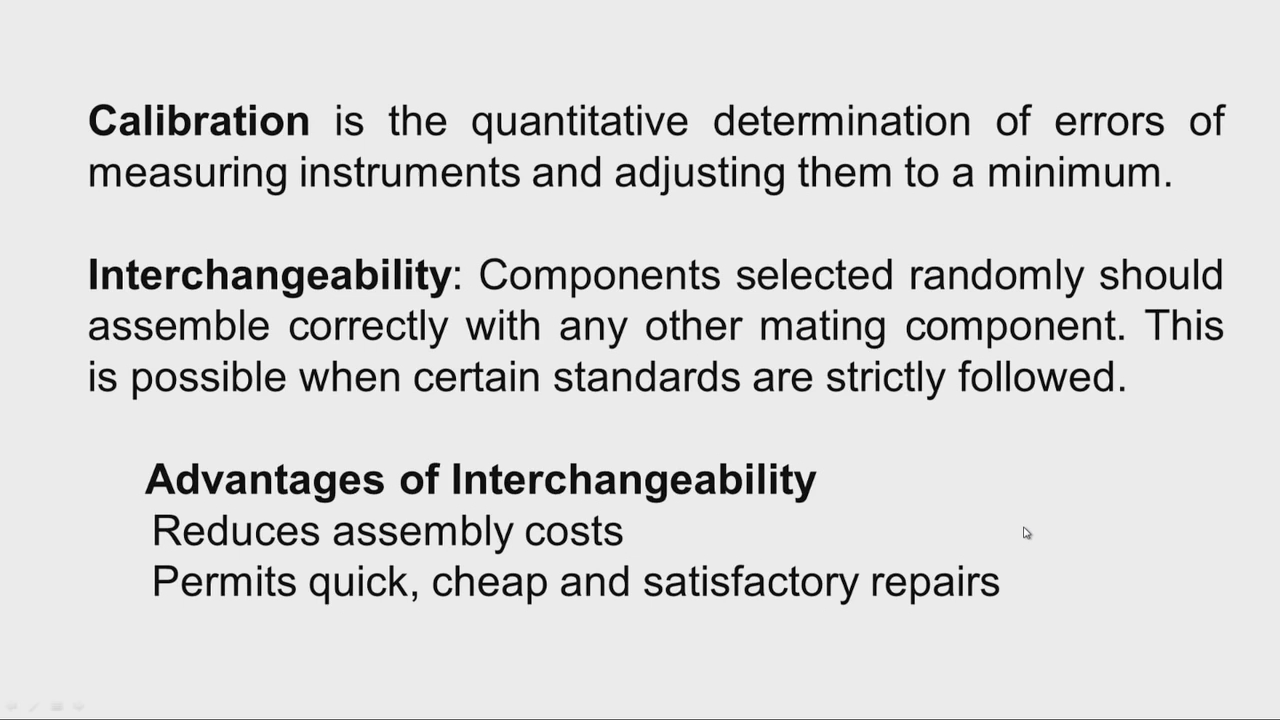 Calibration is the quantitative determination of errors of
measuring instruments and adjusting them to a minimum.
Interchangeability: Components selected randomly should
assemble correctly with any other mating component. This
is possible when certain standards are strictly followed.
Advantages of Interchangeability
Reduces assembly costs
Permits quick, cheap and satisfactory repairs